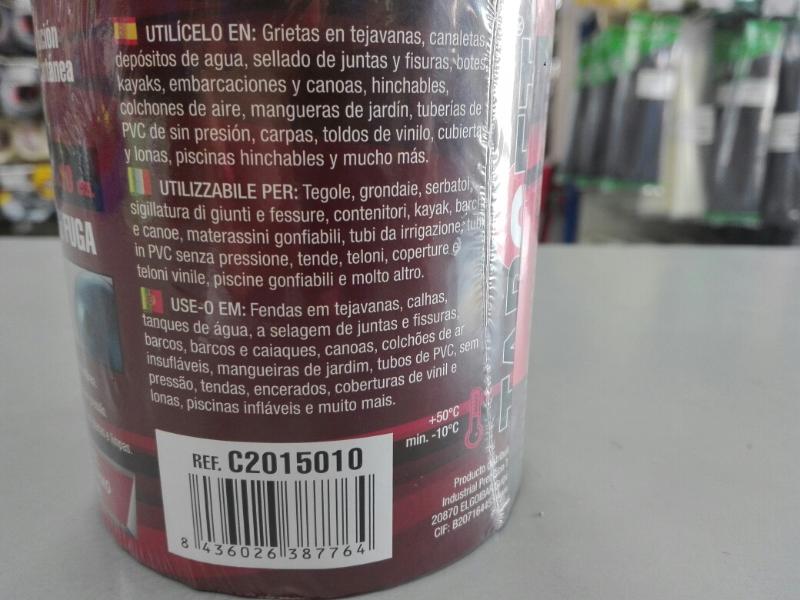 UTILÍCELO EN: Grietas en tejavanas, canaletas,
depósitos de agua, sellado de juntas y fisuras, botes,
kayaks, embarcaciones y canoas, hinchables,
colchones de aire, mangueras de jardín, tuberías de
PVC de sin presión, carpas, toldos de vinilo,
y lonas, piscinas hinchables y mucho más.
UTILIZZABILE PER: Tegole, grondaie,
sigillatura di giunti e fessure, contenitori, kayak,
e canoe, materassini gonfiabili, tubi da irrigazione,
in PVC senza pressione, tende, teloni, coperture e
teloni vinile, piscine gonfiabili e molto altro.
USE-O EM: Fendas em tejavanas, calhas,
tanques de água, a selagem de juntas e fissuras,
barcos, barcos e caiaques, canoas, colchões de ar
insufláveis, mangueiras de jardim, tubos de PVC, sem
pressão, tendas, encerados, coberturas de vinil e
lonas, piscinas infláveis e muito mais.
+50°C
min. -10°C
REF. C2015010
8 436026 387764
FUGA
Producto
Industrial
20870 ELGOIBAR
CIF: